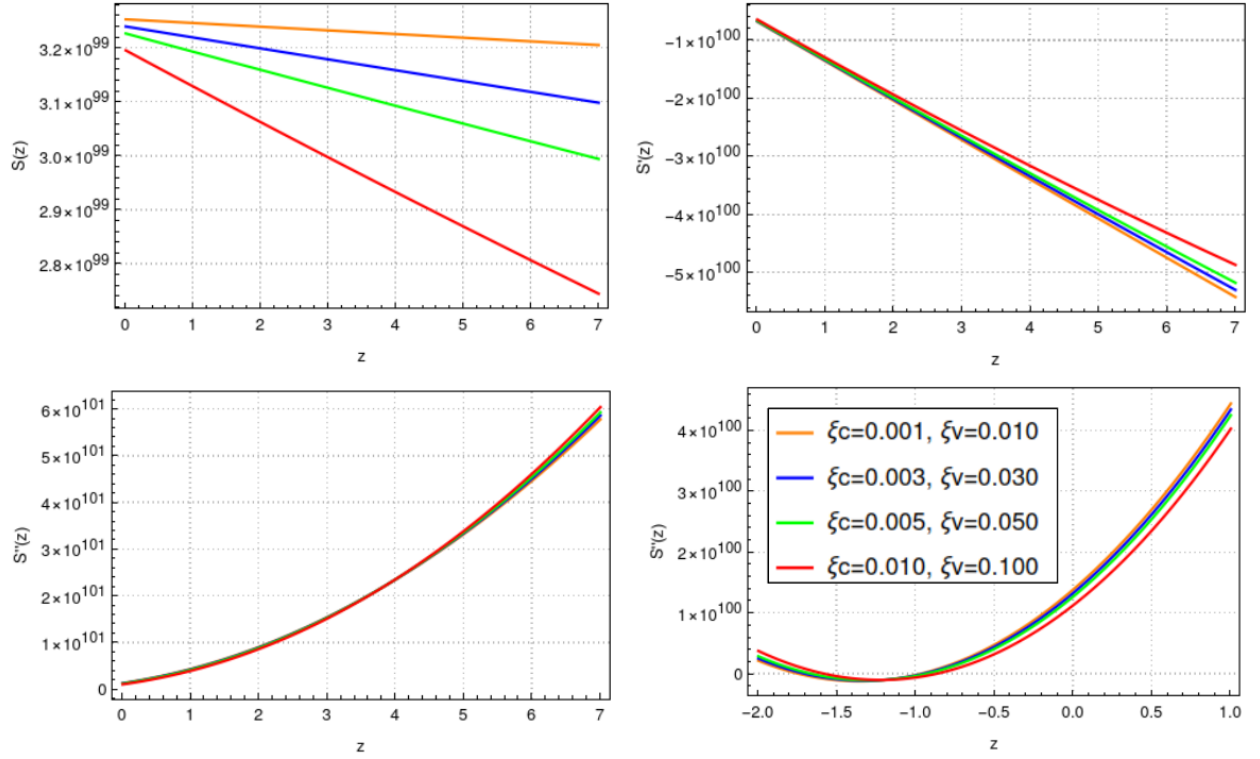 3.2×10^99
3.1×10^99
3.0×10^99
2.9×10^99
2.8×10^99
S(z)
0 1 2 3 4 5 6 7
z
−1×10^100
−2×10^100
−3×10^100
−4×10^100
−5×10^100
S'(z)
0 1 2 3 4 5 6 7
z
6×10^101
5×10^101
4×10^101
3×10^101
2×10^101
1×10^101
0
S''(z)
0 1 2 3 4 5 6 7
z
4×10^100
3×10^100
2×10^100
1×10^100
0
S''(z)
ξc=0.001, ξv=0.010
ξc=0.003, ξv=0.030
ξc=0.005, ξv=0.050
ξc=0.010, ξv=0.100
−2.0 −1.5 −1.0 −0.5 0.0 0.5 1.0
z